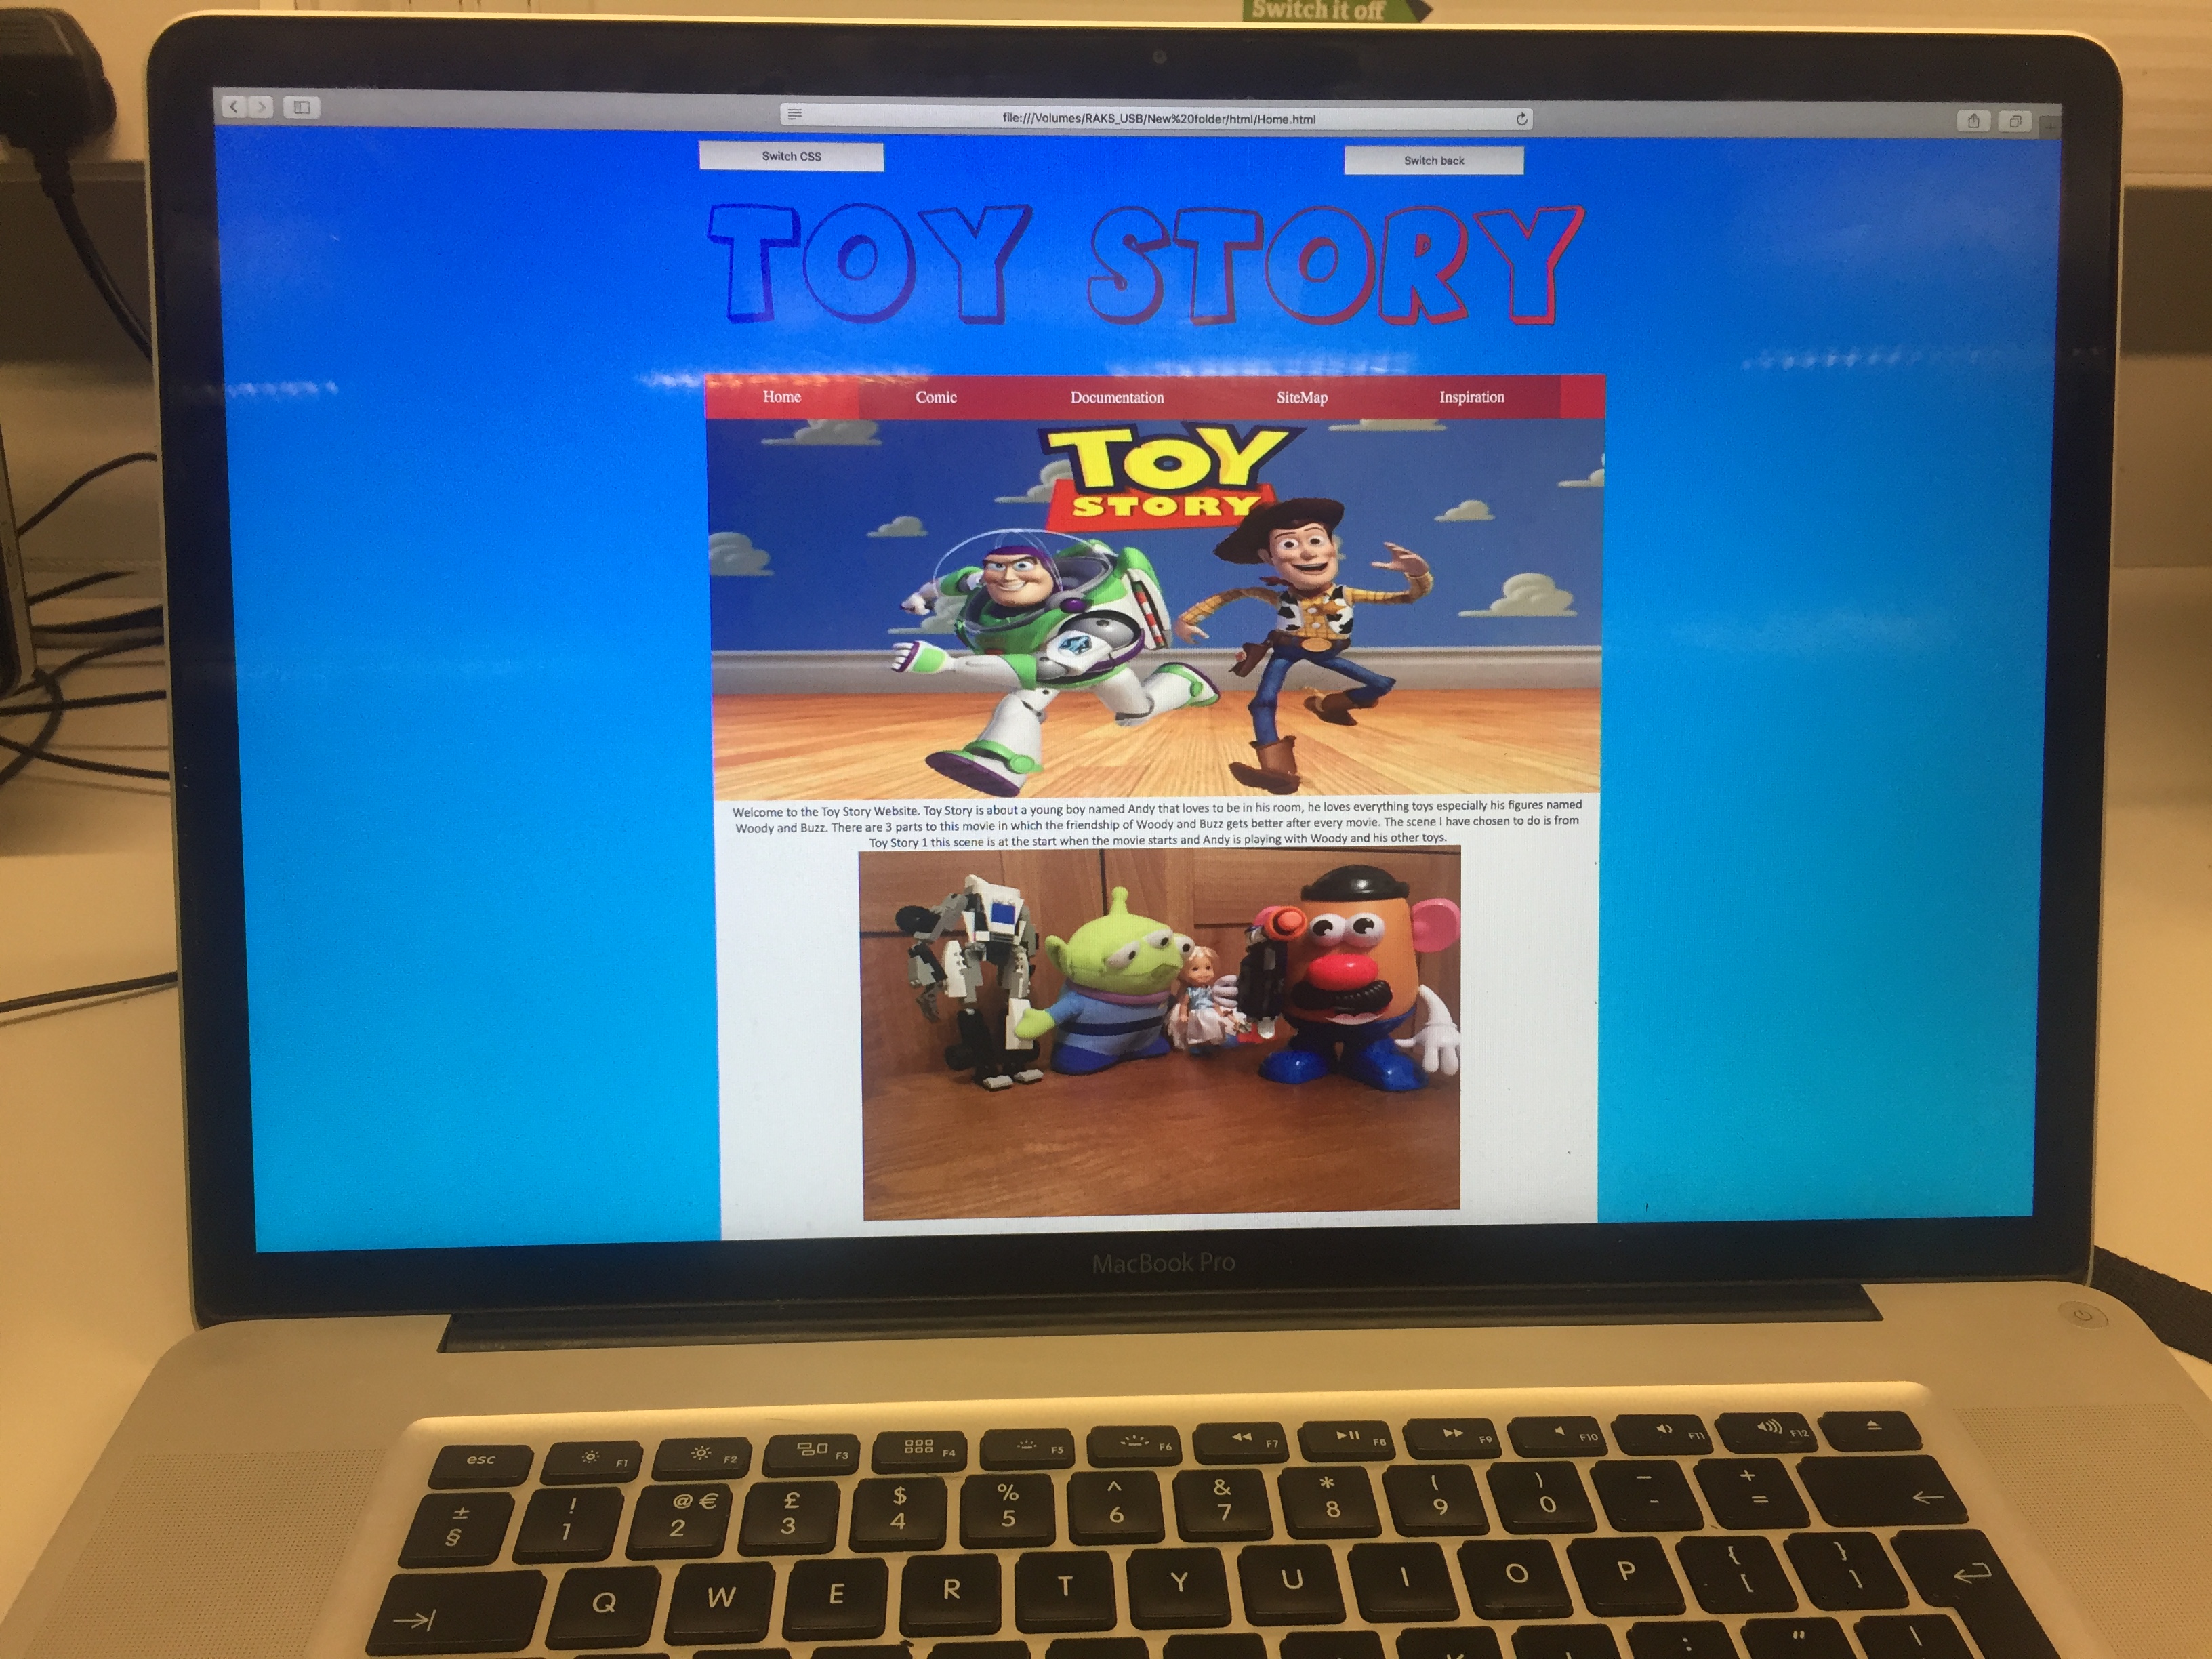 Switch it off
file:///Volumes/RAKS_USB/New%20folder/html/Home.html
Switch CSS
Switch back
TOY STORY
Home Comic Documentation SiteMap Inspiration
TOY
STORY
Welcome to the Toy Story Website. Toy Story is about a young boy named Andy that loves to be in his room, he loves everything toys especially his figures named
Woody and Buzz. There are 3 parts to this movie in which the friendship of Woody and Buzz gets better after every movie. The scene I have chosen to do is from
Toy Story 1 this scene is at the start when the movie starts and Andy is playing with Woody and his other toys.
MacBook Pro
esc F1 F2 F3 F4 F5 F6 F7 F8 F9 F10 F11 F12
± ! @ € £ $ % ^ & * ( ) — +
§ 1 2 3 4 5 6 7 8 9 0 - =
Q W E R T Y U I O P { }
[ ]
: " |